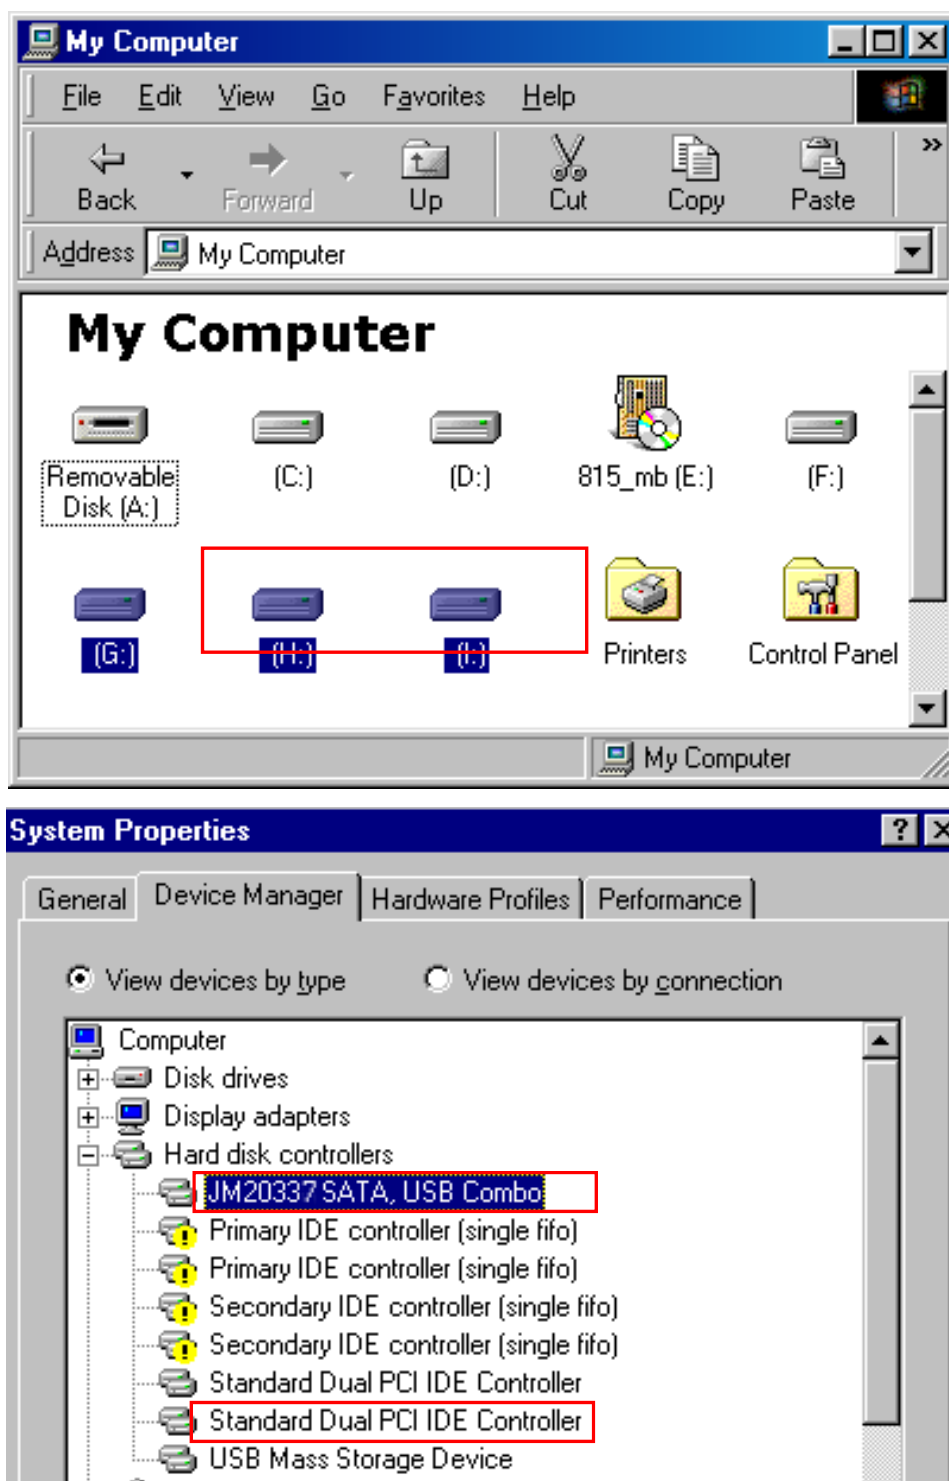 My Computer
File Edit View Go Favorites Help
Back Forward Up Cut Copy Paste »
Address My Computer
My Computer
Removable Disk (A:) (C:) (D:) 815_mb (E:) (F:)
(G:) (H:) (I:) Printers Control Panel
My Computer
System Properties
General Device Manager Hardware Profiles Performance
View devices by type View devices by connection
Computer
Disk drives
Display adapters
Hard disk controllers
JM20337 SATA, USB Combo
Primary IDE controller (single fifo)
Primary IDE controller (single fifo)
Secondary IDE controller (single fifo)
Secondary IDE controller (single fifo)
Standard Dual PCI IDE Controller
Standard Dual PCI IDE Controller
USB Mass Storage Device